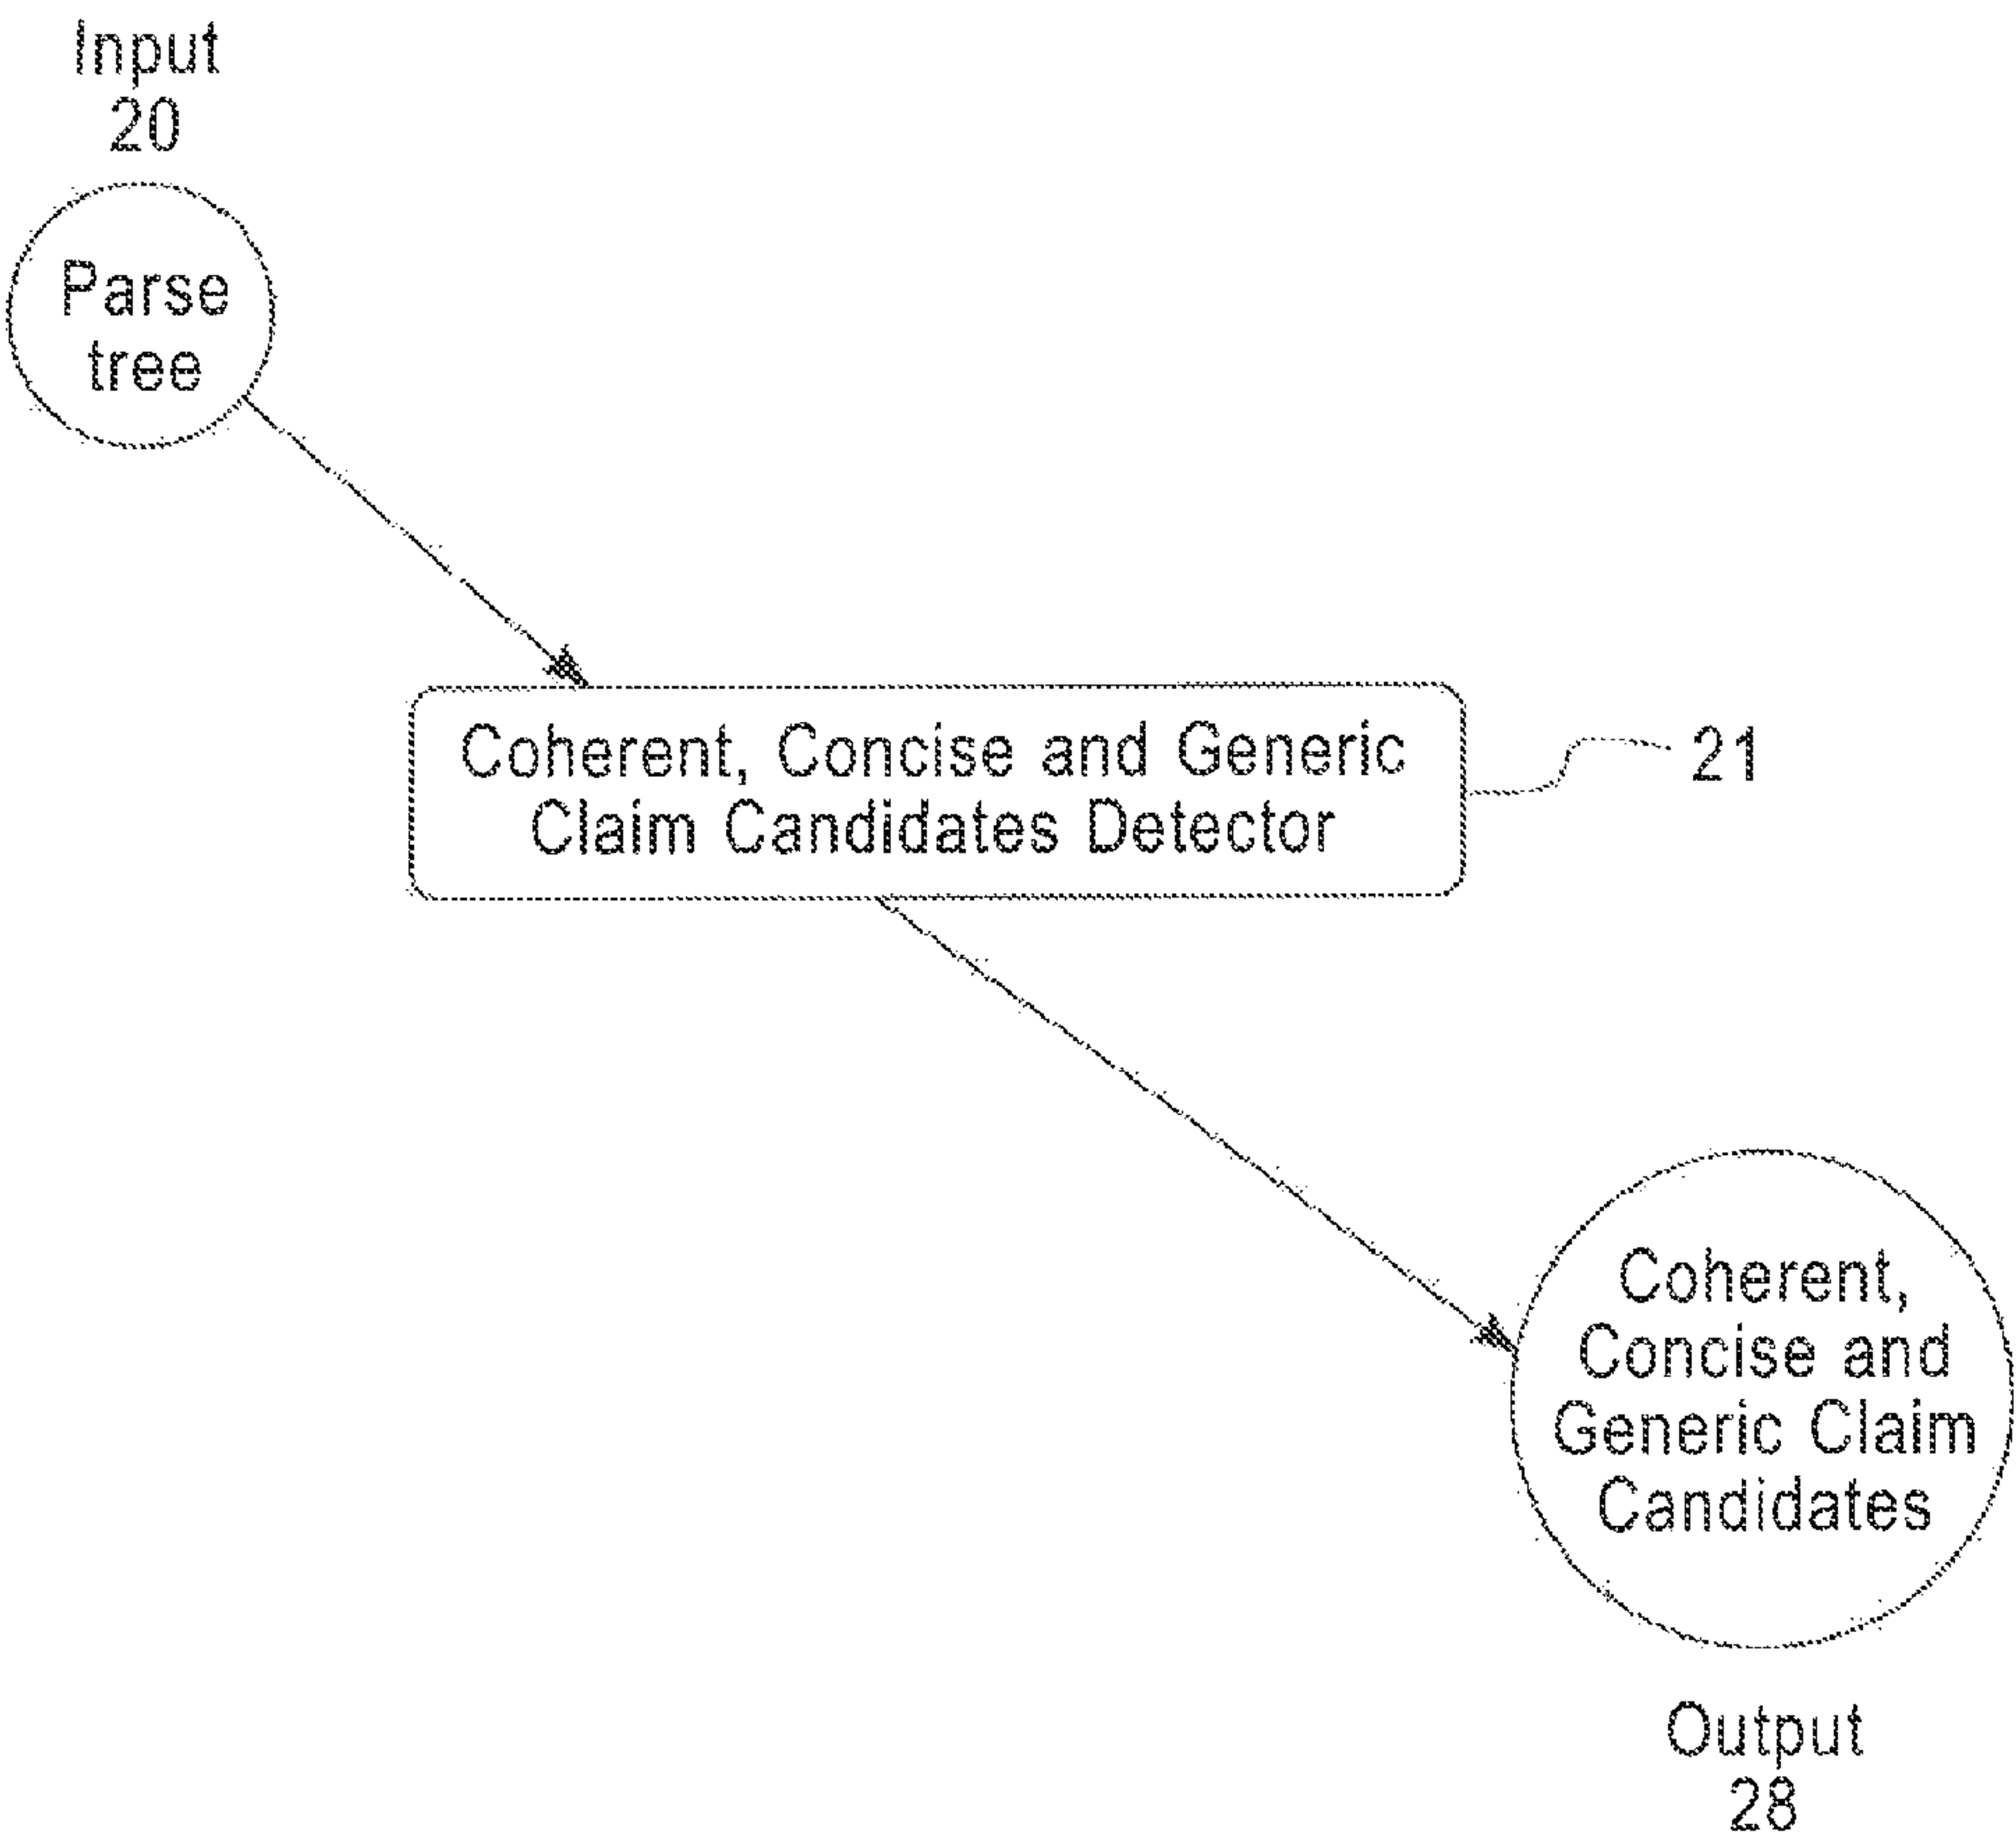 Input
20
Parse
tree
Coherent, Concise and Generic
Claim Candidates Detector
21
Coherent,
Concise and
Generic Claim
Candidates
Output
28